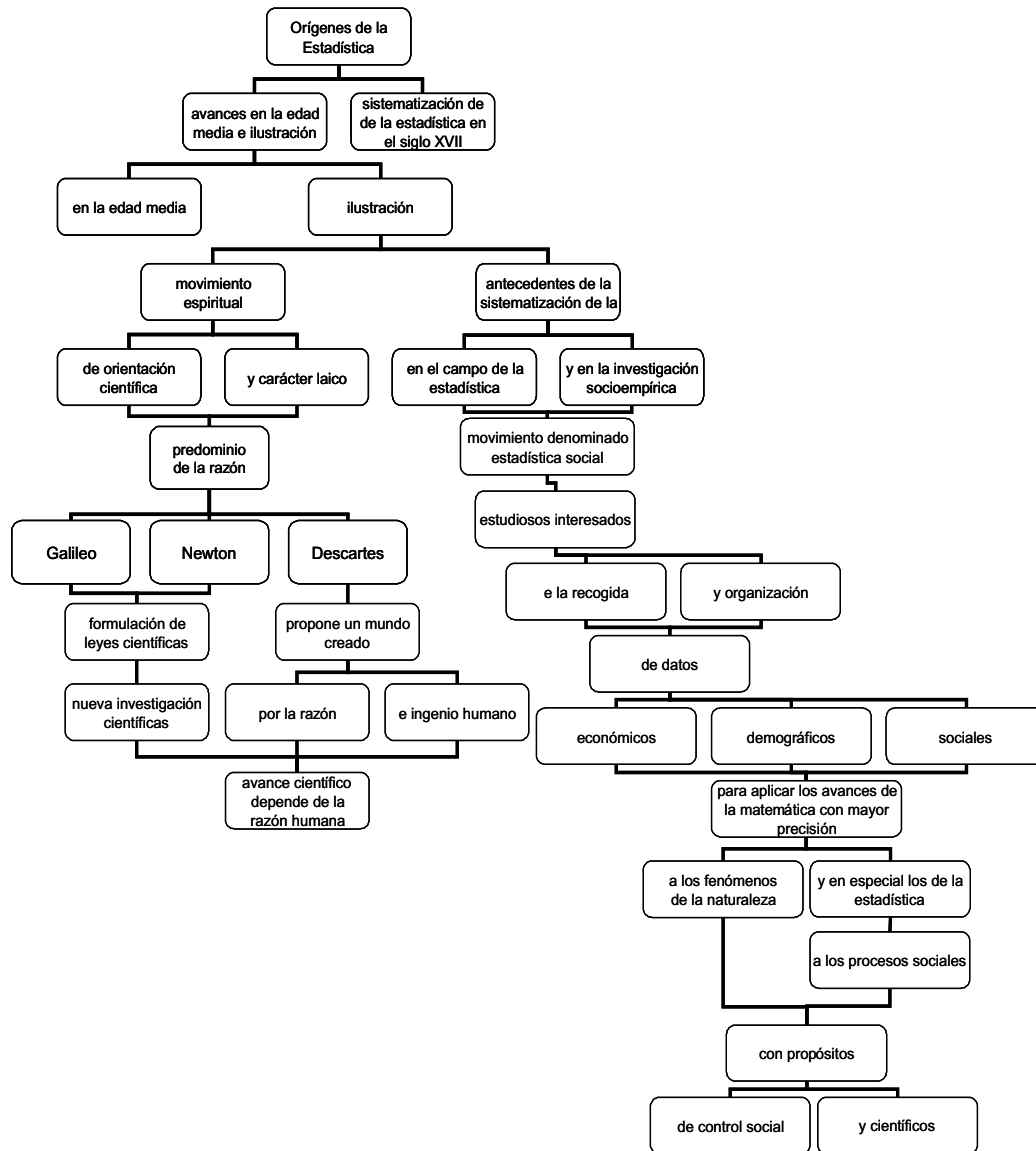 Orígenes de la
Estadística
avances en la edad
media e ilustración
sistematización de
de la estadística en
el siglo XVII
en la edad media
ilustración
movimiento
espiritual
antecedentes de la
sistematización de la
de orientación
científica
y carácter laico
en el campo de la
estadística
y en la investigación
socioempírica
predominio
de la razón
movimiento denominado
estadística social
estudiosos interesados
Galileo
Newton
Descartes
e la recogida
y organización
formulación de
leyes científicas
propone un mundo
creado
de datos
nueva investigación
científicas
por la razón
e ingenio humano
económicos
demográficos
sociales
avance científico
depende de la
razón humana
para aplicar los avances de
la matemática con mayor
precisión
a los fenómenos
de la naturaleza
y en especial los de la
estadística
a los procesos sociales
con propósitos
de control social
y científicos